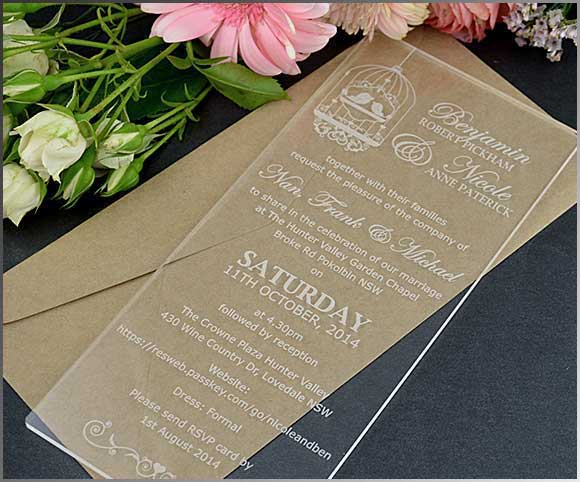 Benjamin
ROBERT PICKHAM
& Nicole
ANNE PATERICK
together with their families
request the pleasure of the company of
Nan, Frank & Michael
to share in the celebration of our marriage
at The Hunter Valley Garden Chapel
Broke Rd Pokolbin NSW
on
SATURDAY
11TH OCTOBER, 2014
at 4.30pm
followed by reception
The Crowne Plaza Hunter Valley
430 Wine Country Dr, Lovedale NSW
Website:
https://resweb.passkey.com/go/nicoleandben
Dress: Formal
Please send RSVP card by
1st August 2014